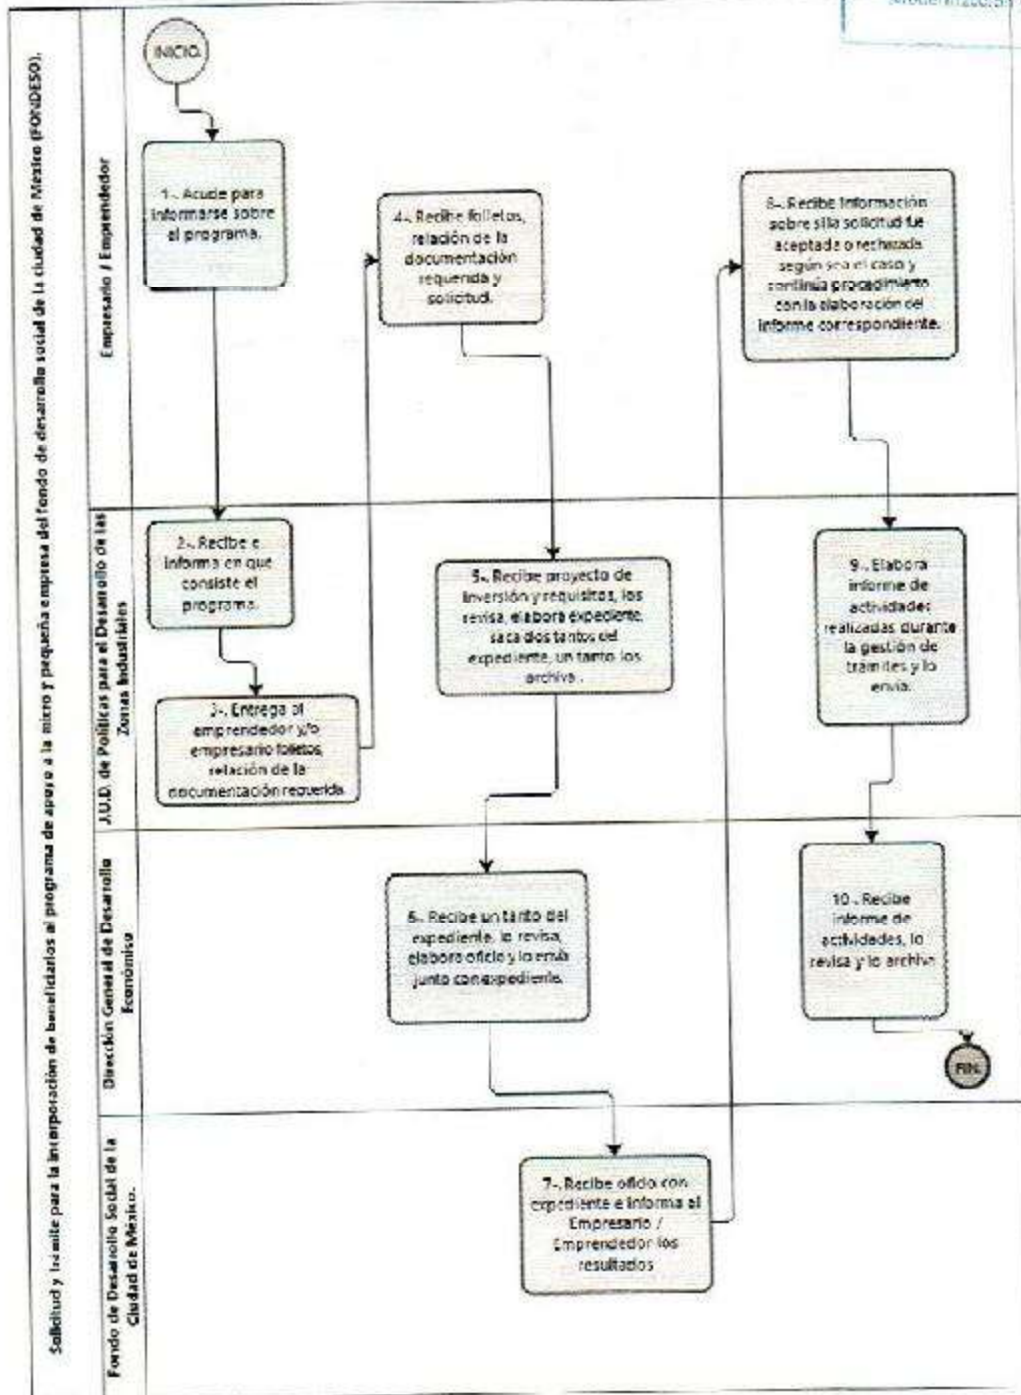 Solicitud y tramite para la incorporación de beneficiarios al programa de apoyo a la micro y pequeña empresa del fondo de desarrollo social de la ciudad de México (FONDESO).
Empresario / Emprendedor
INICIO.
1-. Acude para
informarse sobre
el programa.
4-. Recibe folletos,
relación de la
documentación
requerida y
solicitud.
8-. Recibe información
sobre si la solicitud fue
aceptada o rechazada
según sea el caso y
continúa procedimiento
con la elaboración del
informe correspondiente.
J.U.D. de Políticas para el Desarrollo de las
Zonas Industriales
2-. Recibe e
informa en que
consiste el
programa.
3-. Entrega al
emprendedor y/o
empresario folletos,
relación de la
documentación requerida.
5-. Recibe proyecto de
inversión y requisitos, los
revisa, elabora expediente,
saca dos tantos del
expediente, un tanto los
archiva.
9-. Elabora
informe de
actividades
realizadas durante
la gestión de
trámites y lo
envía.
Dirección General de Desarrollo
Económico
6-. Recibe un tanto del
expediente, lo revisa,
elabora oficio y lo envía
junto con expediente.
10-. Recibe
informe de
actividades, lo
revisa y lo archiva
FIN.
Fondo de Desarrollo Social de la
Ciudad de México.
7-. Recibe oficio con
expediente e informa al
Empresario /
Emprendedor los
resultados